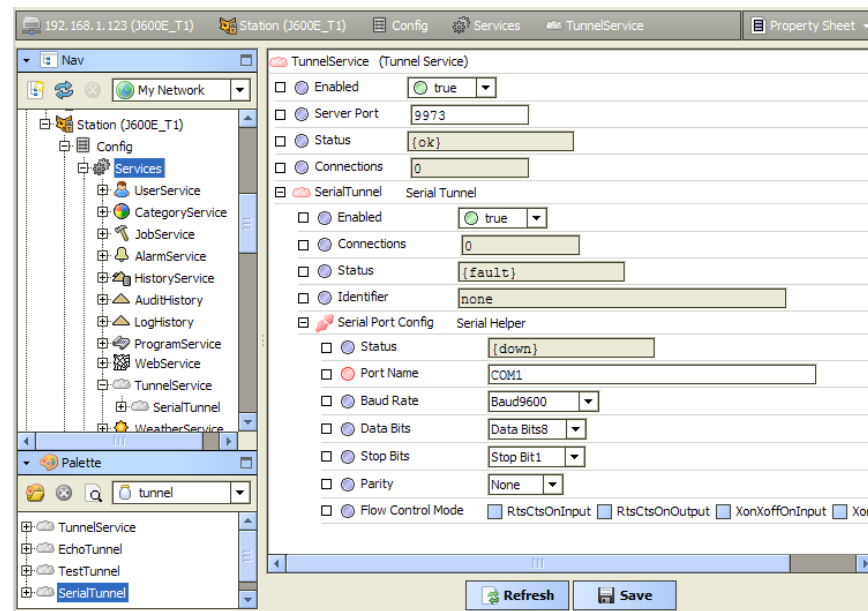 192.168.1.123 (J600E_T1) Station (J600E_T1) Config Services TunnelService Property Sheet
Nav
My Network
Station (J600E_T1)
Config
Services
UserService
CategoryService
JobService
AlarmService
HistoryService
AuditHistory
LogHistory
ProgramService
WebService
TunnelService
SerialTunnel
WeatherService
Palette
tunnel
TunnelService
EchoTunnel
TestTunnel
SerialTunnel
TunnelService (Tunnel Service)
Enabled true
Server Port 9973
Status {ok}
Connections 0
SerialTunnel Serial Tunnel
Enabled true
Connections 0
Status {fault}
Identifier none
Serial Port Config Serial Helper
Status {down}
Port Name COM1
Baud Rate Baud9600
Data Bits Data Bits8
Stop Bits Stop Bit1
Parity None
Flow Control Mode RtsCtsOnInput RtsCtsOnOutput XonXoffOnInput
Refresh Save